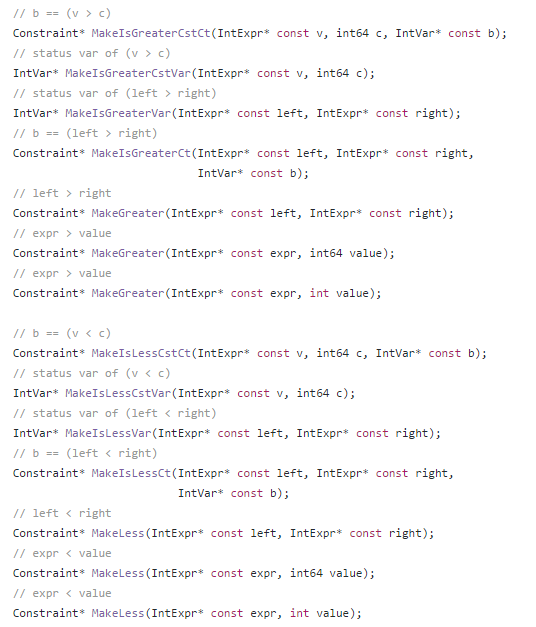 // b == (v > c)
Constraint* MakeIsGreaterCstCt(IntExpr* const v, int64 c, IntVar* const b);
// status var of (v > c)
IntVar* MakeIsGreaterCstVar(IntExpr* const v, int64 c);
// status var of (left > right)
IntVar* MakeIsGreaterVar(IntExpr* const left, IntExpr* const right);
// b == (left > right)
Constraint* MakeIsGreaterCt(IntExpr* const left, IntExpr* const right,
IntVar* const b);
// left > right
Constraint* MakeGreater(IntExpr* const left, IntExpr* const right);
// expr > value
Constraint* MakeGreater(IntExpr* const expr, int64 value);
// expr > value
Constraint* MakeGreater(IntExpr* const expr, int value);
// b == (v < c)
Constraint* MakeIsLessCstCt(IntExpr* const v, int64 c, IntVar* const b);
// status var of (v < c)
IntVar* MakeIsLessCstVar(IntExpr* const v, int64 c);
// status var of (left < right)
IntVar* MakeIsLessVar(IntExpr* const left, IntExpr* const right);
// b == (left < right)
Constraint* MakeIsLessCt(IntExpr* const left, IntExpr* const right,
IntVar* const b);
// left < right
Constraint* MakeLess(IntExpr* const left, IntExpr* const right);
// expr < value
Constraint* MakeLess(IntExpr* const expr, int64 value);
// expr < value
Constraint* MakeLess(IntExpr* const expr, int value);